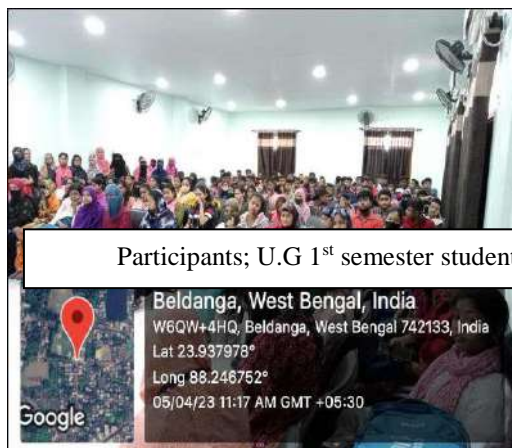 Participants; U.G 1st semester student
Beldanga, West Bengal, India
W6QW+4HQ, Beldanga, West Bengal 742133, India
Lat 23.937978°
Long 88.246752°
05/04/23 11:17 AM GMT +05:30
Google